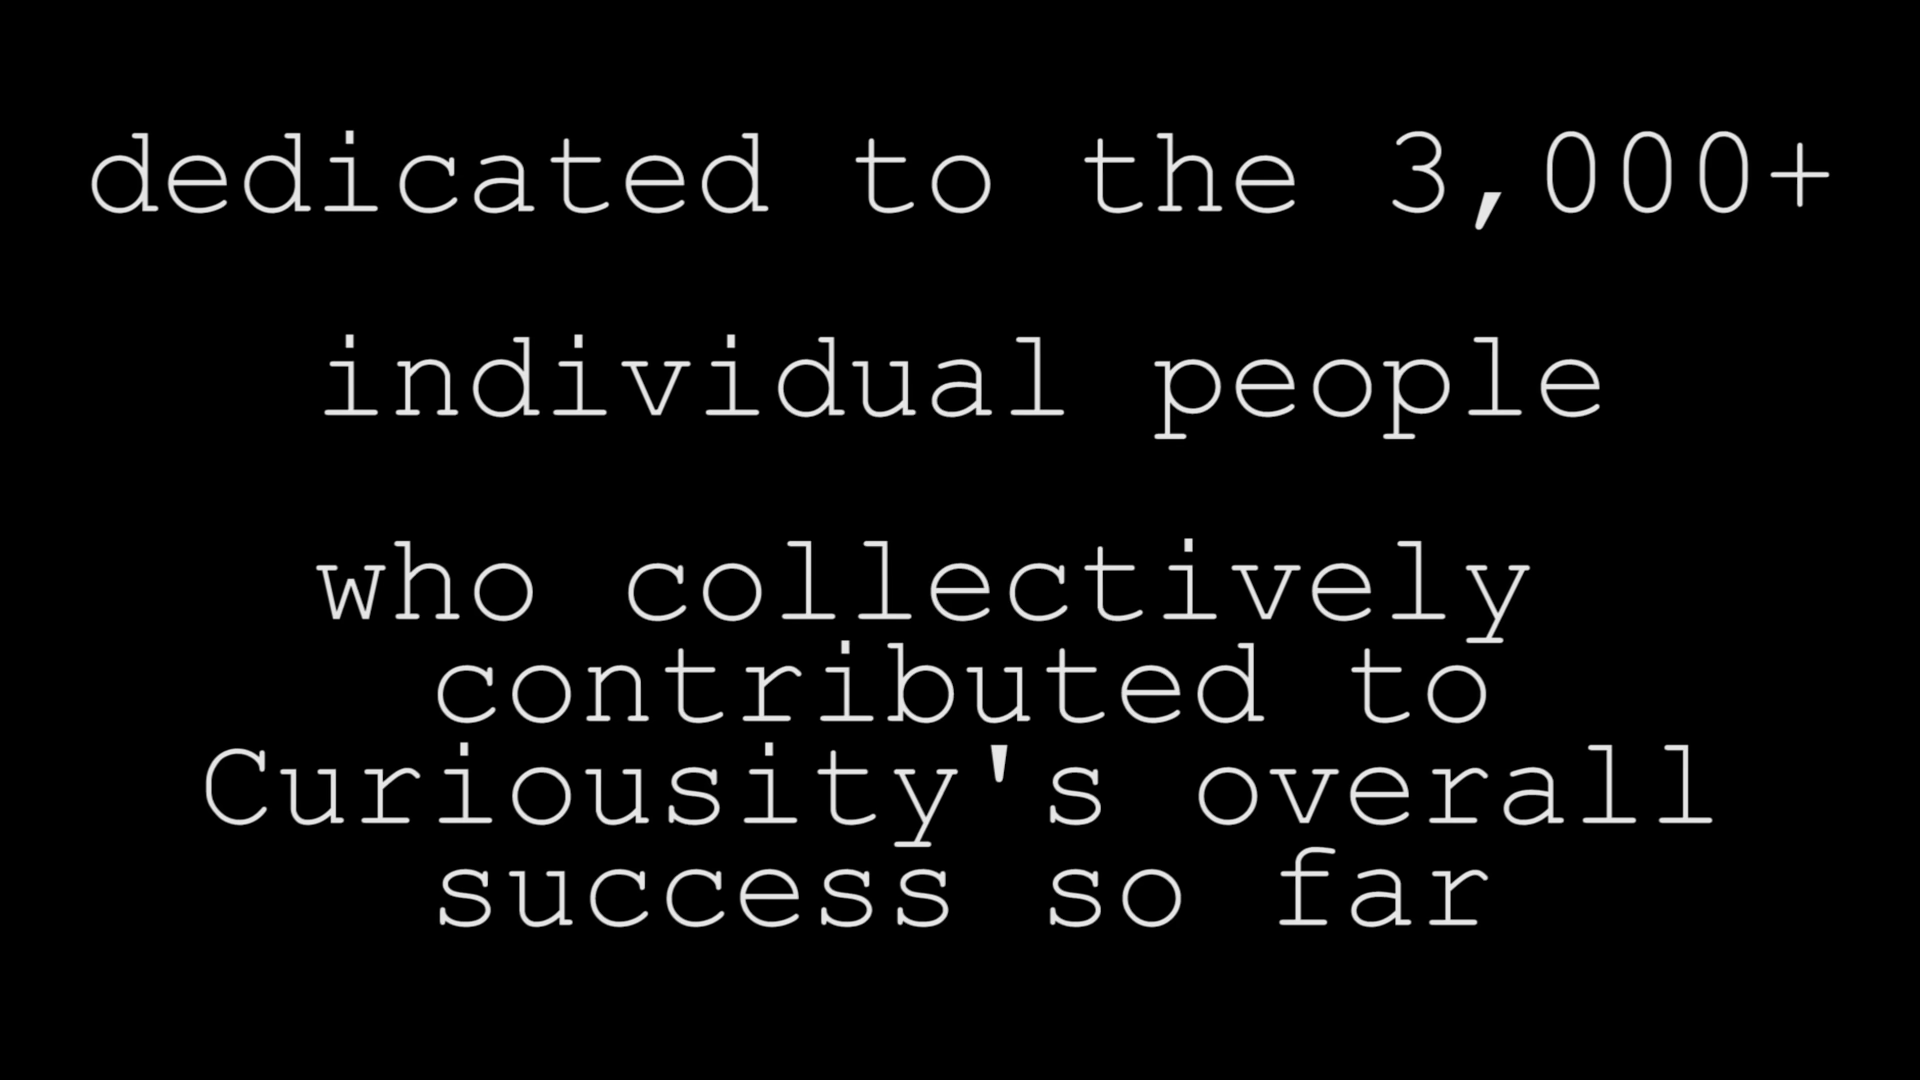 dedicated to the 3,000+
individual people
who collectively
contributed to
Curiousity's overall
success so far